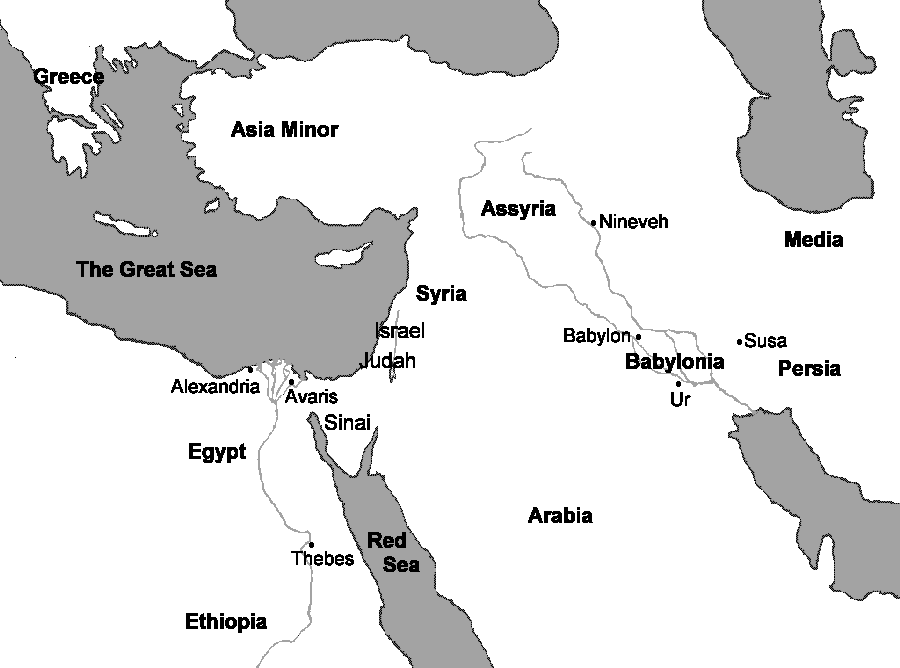 Greece
Asia Minor
Assyria
Nineveh
Media
The Great Sea
Syria
Israel
Babylon
Susa
Judah
Babylonia
Persia
Alexandria
Avaris
Ur
Sinai
Egypt
Arabia
Red
Sea
Thebes
Ethiopia